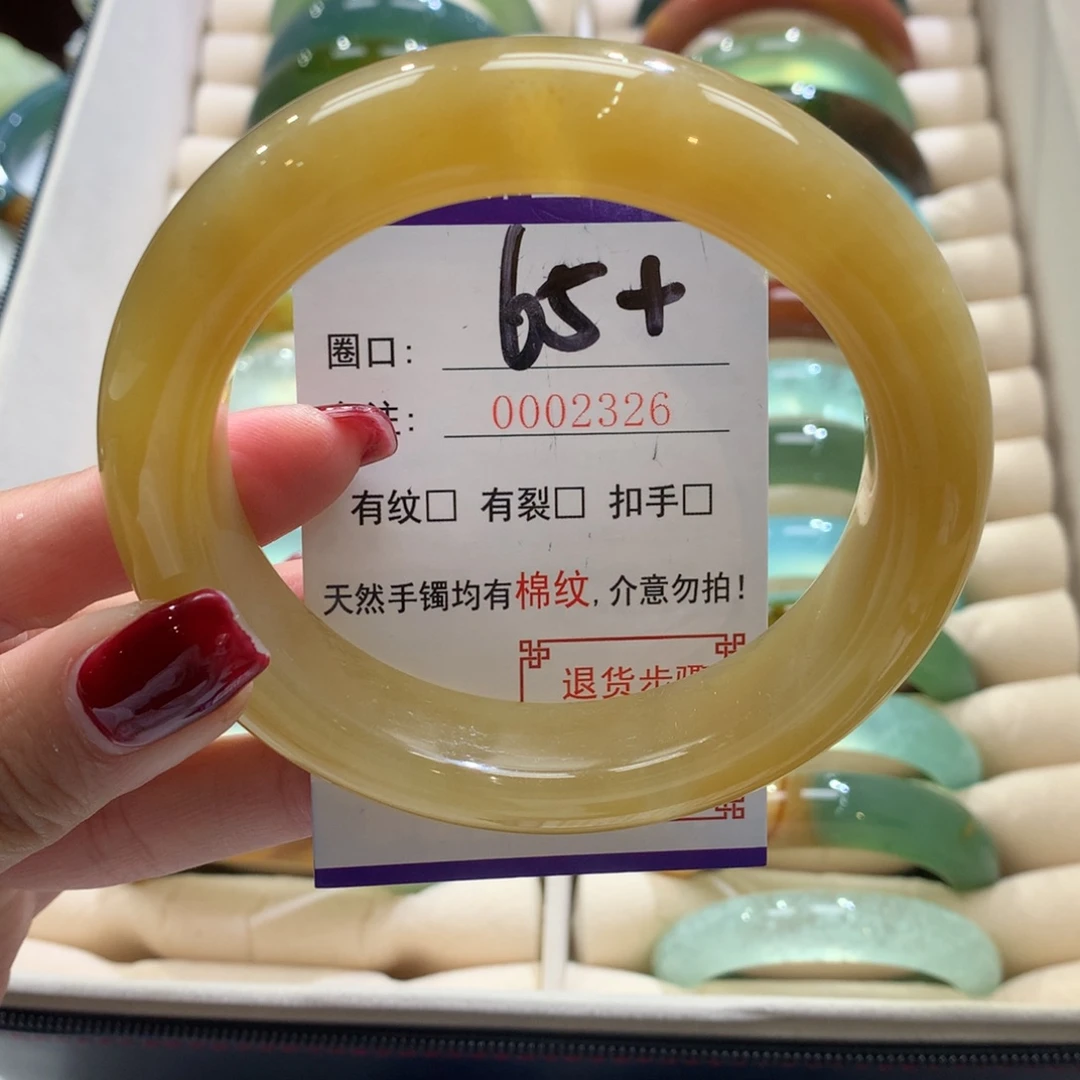 圈口: 65+
注: 0002326
有纹□ 有裂□ 扣手□
天然手镯均有棉纹,介意勿拍!
退货步骤